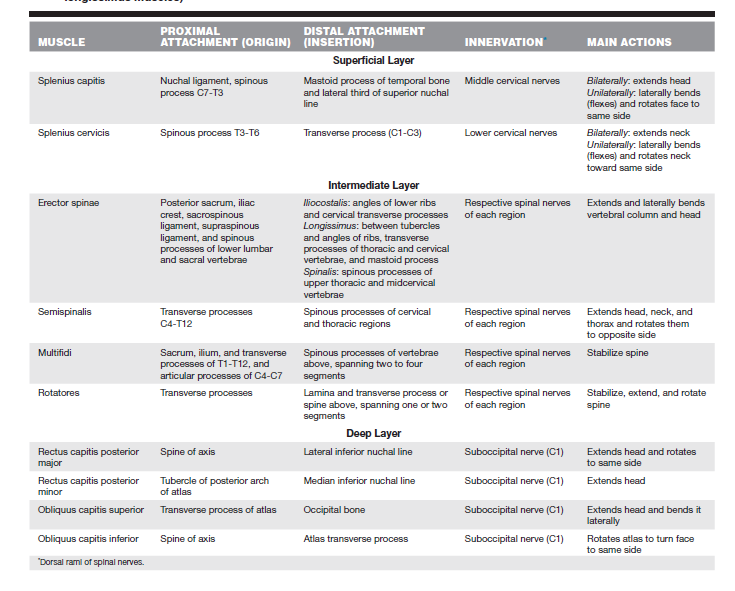 longissimus muscles)
MUSCLE
PROXIMAL ATTACHMENT (ORIGIN)
DISTAL ATTACHMENT (INSERTION)
INNERVATION*
MAIN ACTIONS
Superficial Layer
Splenius capitis
Nuchal ligament, spinous
process C7-T3
Mastoid process of temporal bone
and lateral third of superior nuchal
line
Middle cervical nerves
Bilaterally: extends head
Unilaterally: laterally bends
(flexes) and rotates face to
same side
Splenius cervicis
Spinous process T3-T6
Transverse process (C1-C3)
Lower cervical nerves
Bilaterally: extends neck
Unilaterally: laterally bends
(flexes) and rotates neck
toward same side
Intermediate Layer
Erector spinae
Posterior sacrum, iliac
crest, sacrospinous
ligament, supraspinous
ligament, and spinous
processes of lower lumbar
and sacral vertebrae
Iliocostalis: angles of lower ribs
and cervical transverse processes
Longissimus: between tubercles
and angles of ribs, transverse
processes of thoracic and cervical
vertebrae, and mastoid process
Spinalis: spinous processes of
upper thoracic and midcervical
vertebrae
Respective spinal nerves
of each region
Extends and laterally bends
vertebral column and head
Semispinalis
Transverse processes
C4-T12
Spinous processes of cervical
and thoracic regions
Respective spinal nerves
of each region
Extends head, neck, and
thorax and rotates them
to opposite side
Multifidi
Sacrum, ilium, and transverse
processes of T1-T12, and
articular processes of C4-C7
Spinous processes of vertebrae
above, spanning two to four
segments
Respective spinal nerves
of each region
Stabilize spine
Rotatores
Transverse processes
Lamina and transverse process or
spine above, spanning one or two
segments
Respective spinal nerves
of each region
Stabilize, extend, and rotate
spine
Deep Layer
Rectus capitis posterior
major
Spine of axis
Lateral inferior nuchal line
Suboccipital nerve (C1)
Extends head and rotates
to same side
Rectus capitis posterior
minor
Tubercle of posterior arch
of atlas
Median inferior nuchal line
Suboccipital nerve (C1)
Extends head
Obliquus capitis superior
Transverse process of atlas
Occipital bone
Suboccipital nerve (C1)
Extends head and bends it
laterally
Obliquus capitis inferior
Spine of axis
Atlas transverse process
Suboccipital nerve (C1)
Rotates atlas to turn face
to same side
*Dorsal rami of spinal nerves.